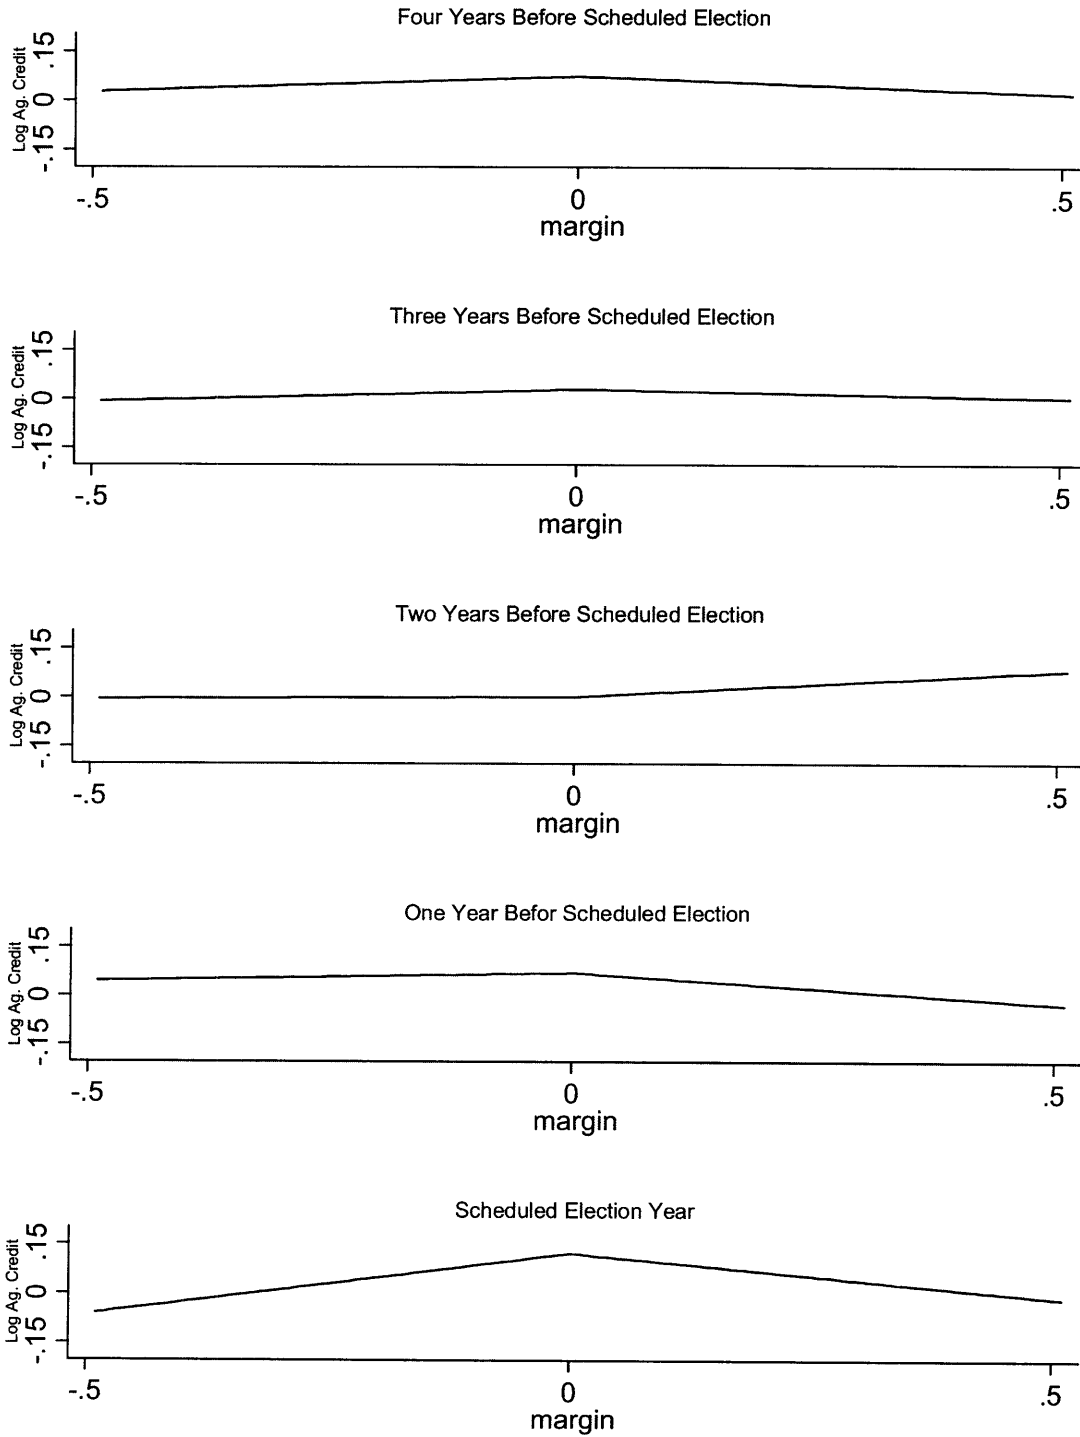 Four Years Before Scheduled Election
Log Ag. Credit
-.15 0 .15
-.5 0 .5
margin
Three Years Before Scheduled Election
Log Ag. Credit
-.15 0 .15
-.5 0 .5
margin
Two Years Before Scheduled Election
Log Ag. Credit
-.15 0 .15
-.5 0 .5
margin
One Year Befor Scheduled Election
Log Ag. Credit
-.15 0 .15
-.5 0 .5
margin
Scheduled Election Year
Log Ag. Credit
-.15 0 .15
-.5 0 .5
margin